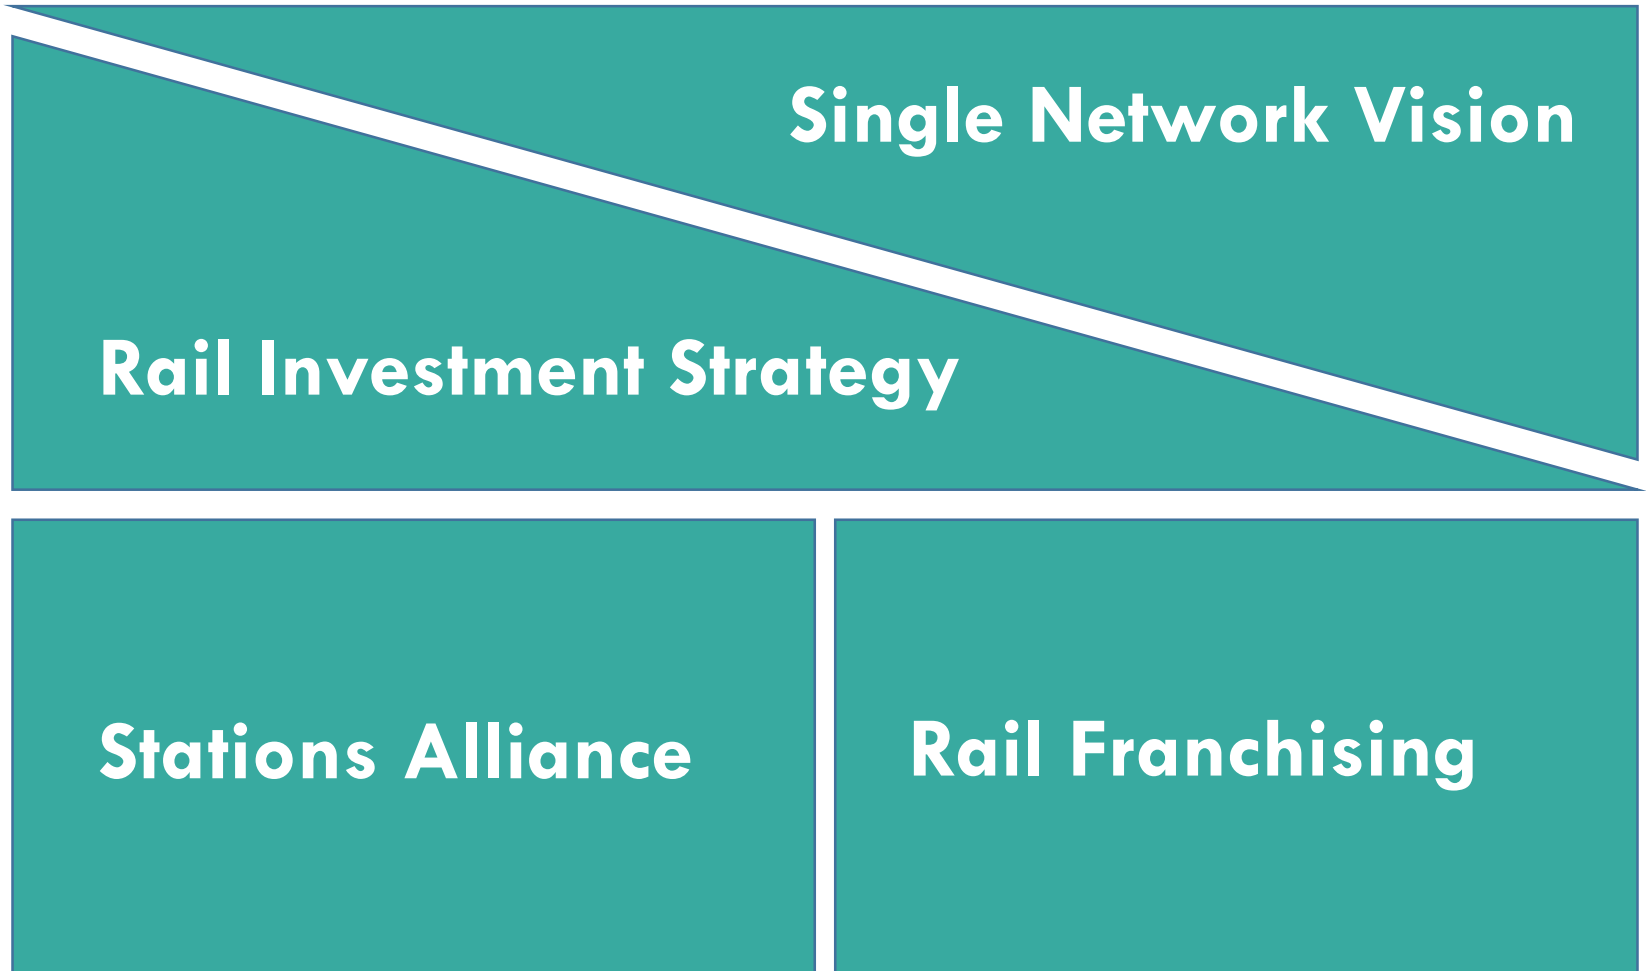 Single Network Vision
Rail Investment Strategy
Stations Alliance
Rail Franchising